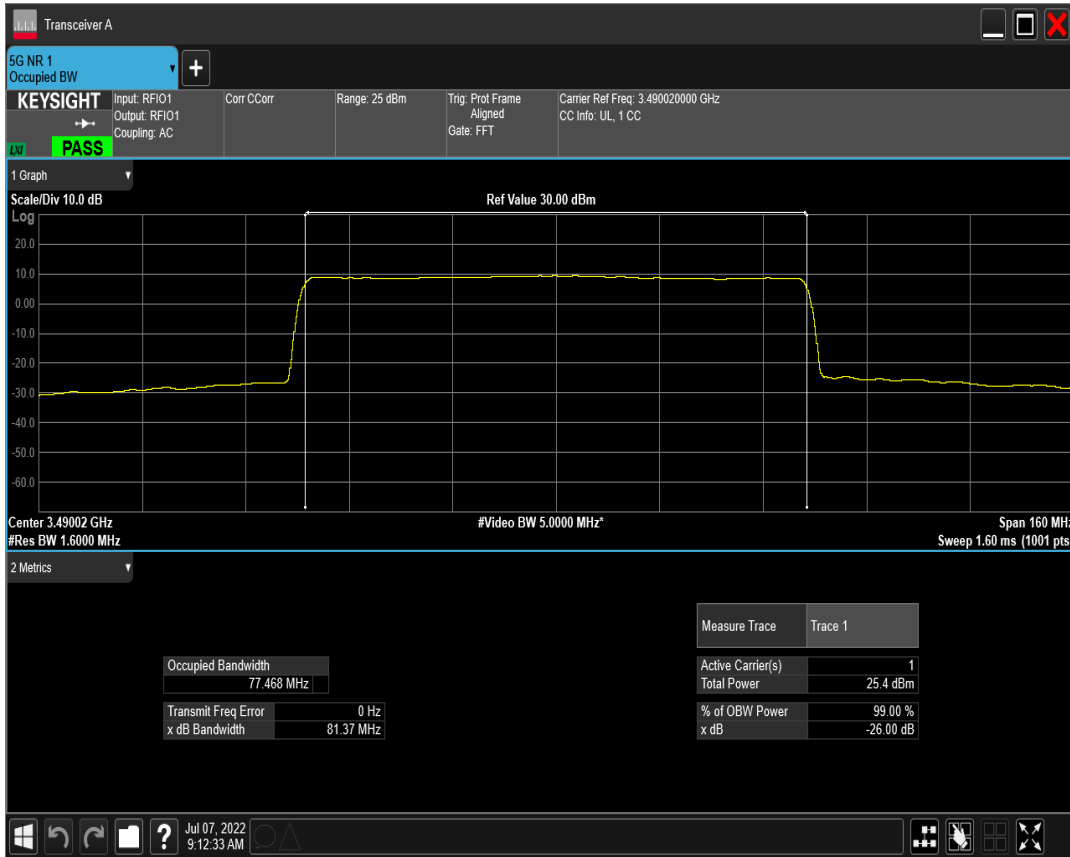 Transceiver A
5G NR 1
Occupied BW
KEYSIGHT
LXI
PASS
Input: RFIO1
Output: RFIO1
Coupling: AC
Corr CCorr
Range: 25 dBm
Trig: Prot Frame
Aligned
Gate: FFT
Carrier Ref Freq: 3.490020000 GHz
CC Info: UL, 1 CC
1 Graph
Scale/Div 10.0 dB
Ref Value 30.00 dBm
Log
20.0
10.0
0.00
-10.0
-20.0
-30.0
-40.0
-50.0
-60.0
Center 3.49002 GHz
#Video BW 5.0000 MHz*
Span 160 MHz
#Res BW 1.6000 MHz
Sweep 1.60 ms (1001 pts
2 Metrics
Measure Trace Trace 1
Occupied Bandwidth
77.468 MHz
Active Carrier(s) 1
Total Power 25.4 dBm
Transmit Freq Error 0 Hz
x dB Bandwidth 81.37 MHz
% of OBW Power 99.00 %
x dB -26.00 dB
?
Jul 07, 2022
9:12:33 AM